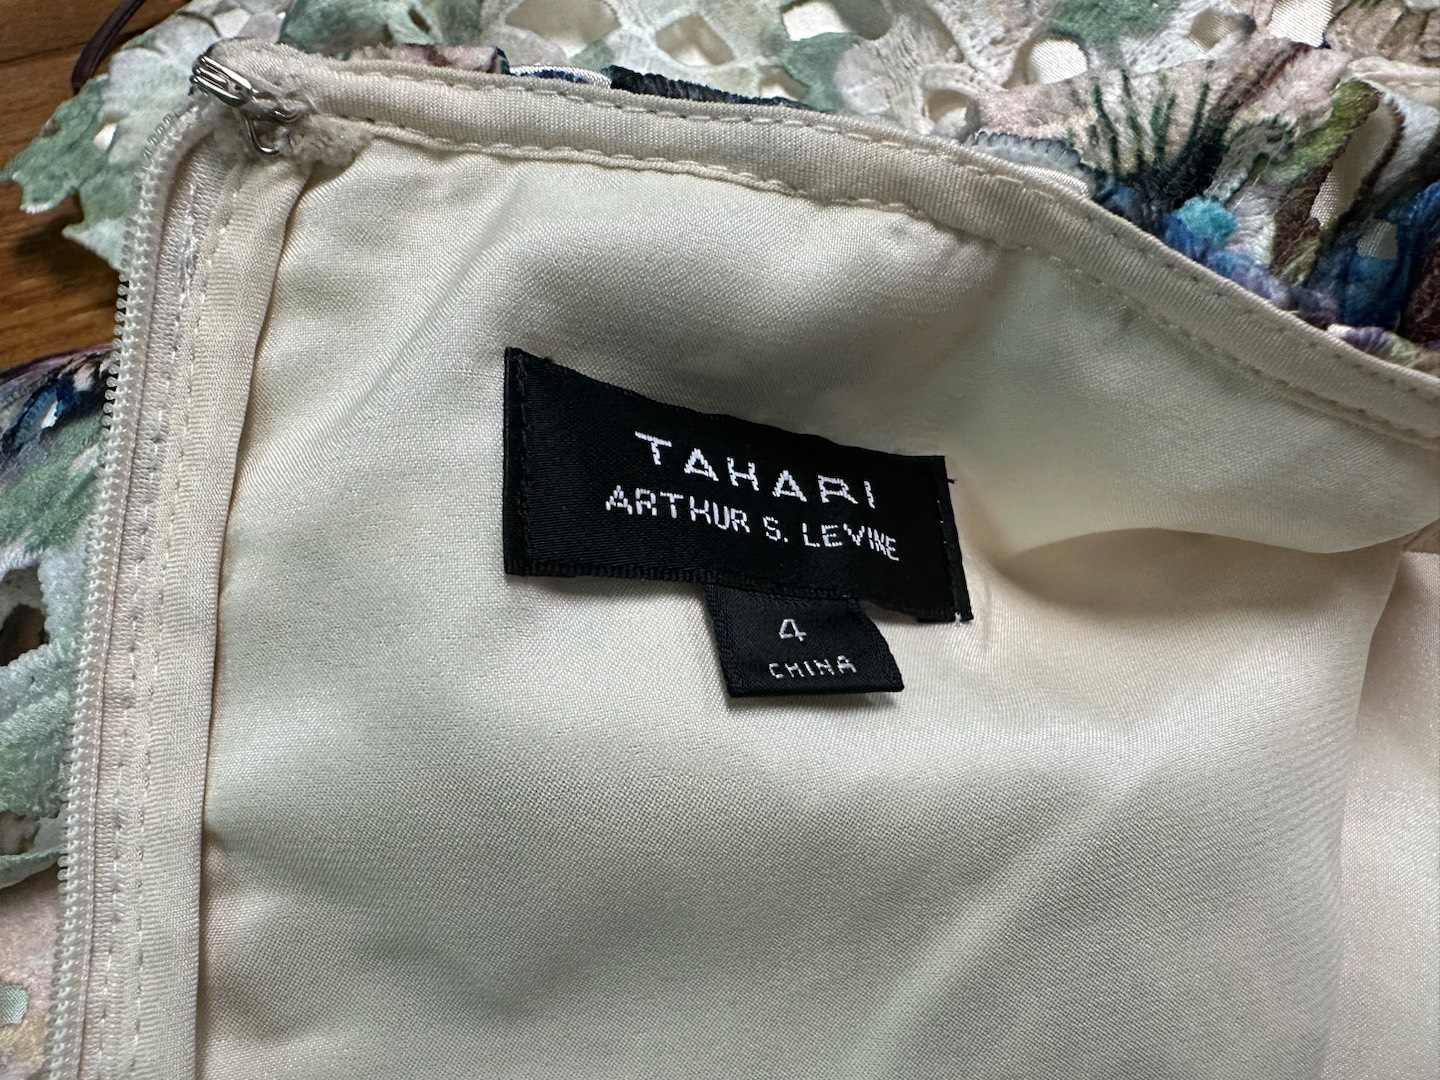 TAHARI
ARTHUR S. LEVINE
4
CHINA